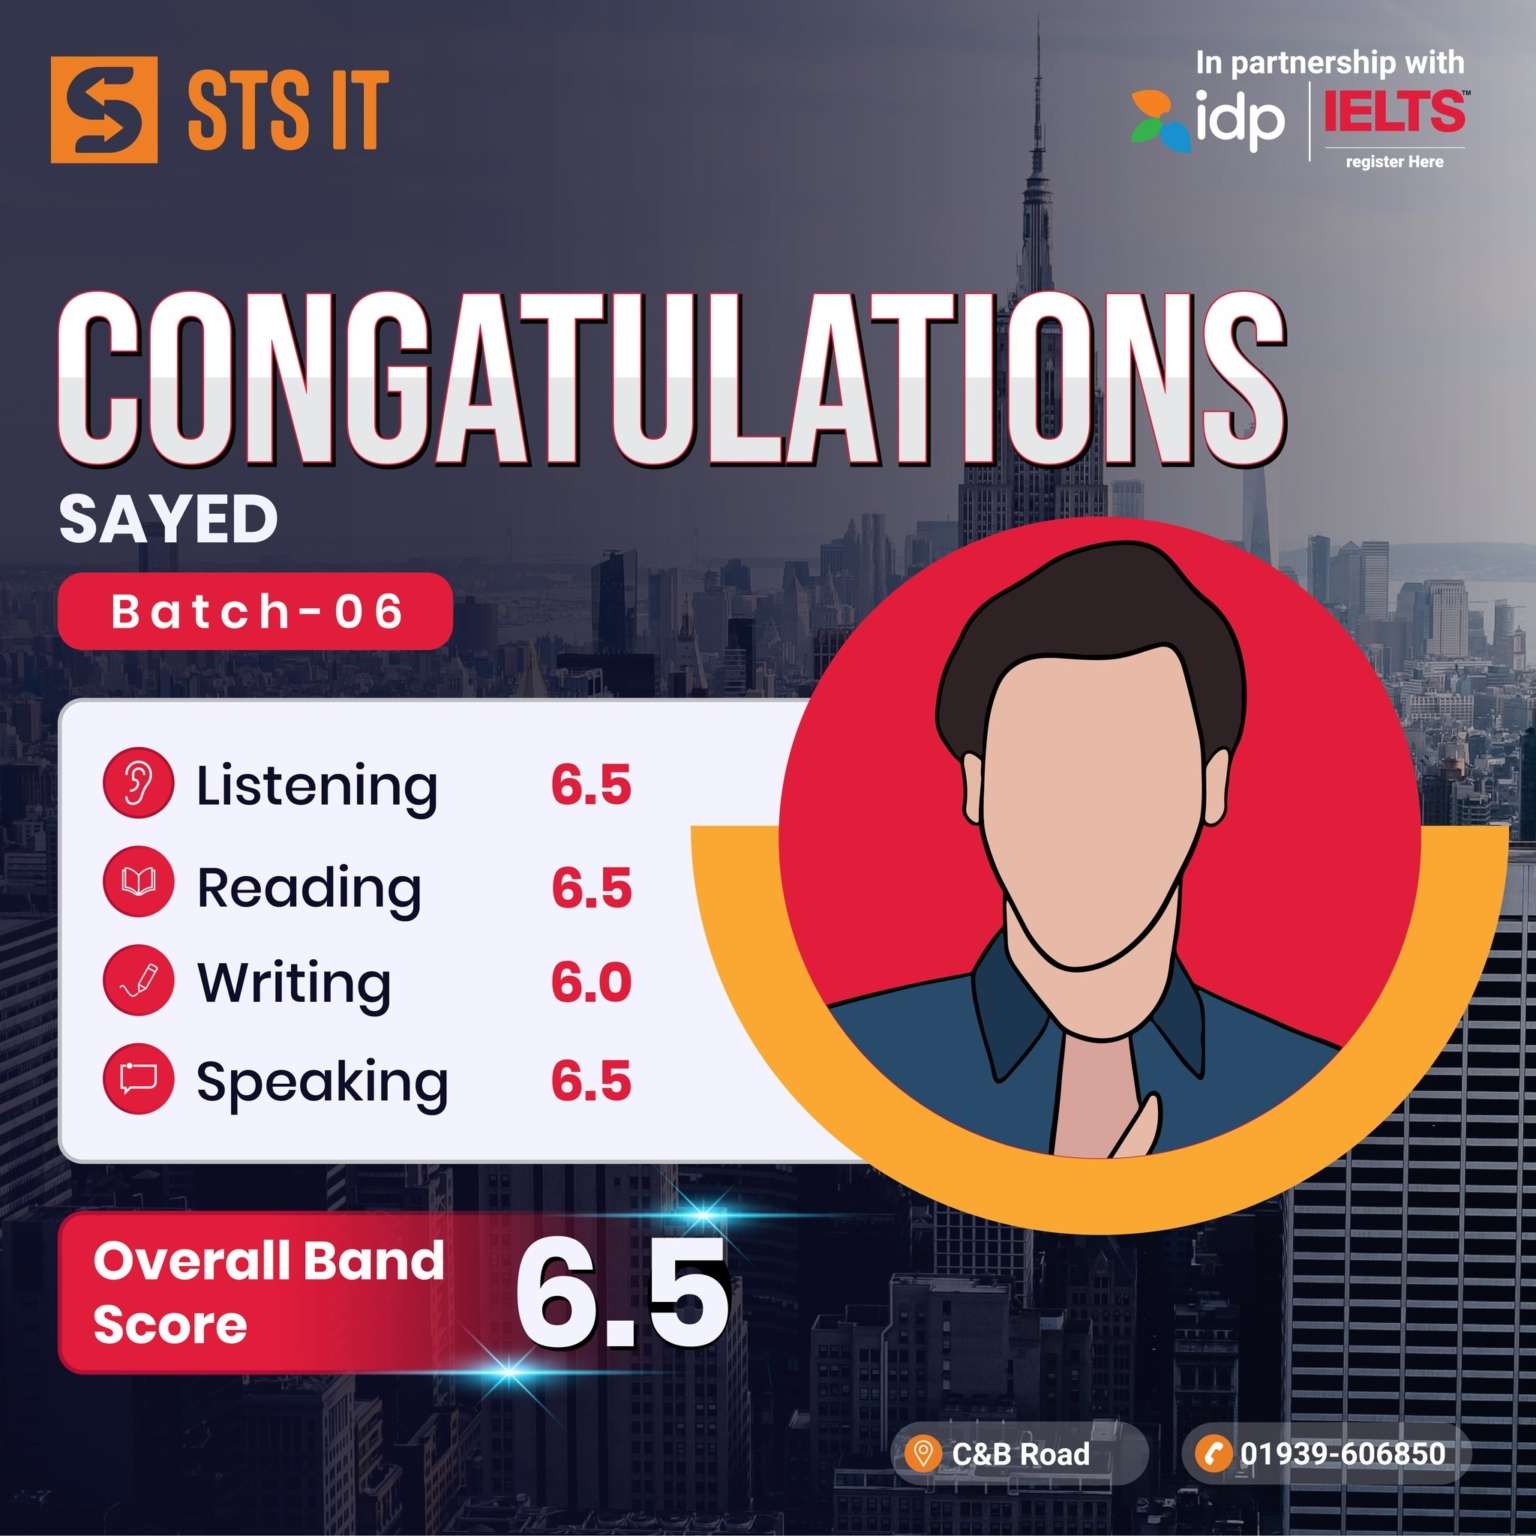 STS IT
In partnership with
idp
IELTS™
register Here
CONGATULATIONS
SAYED
Batch-06
Listening 6.5
Reading 6.5
Writing 6.0
Speaking 6.5
Overall Band
Score
6.5
C&B Road
01939-606850